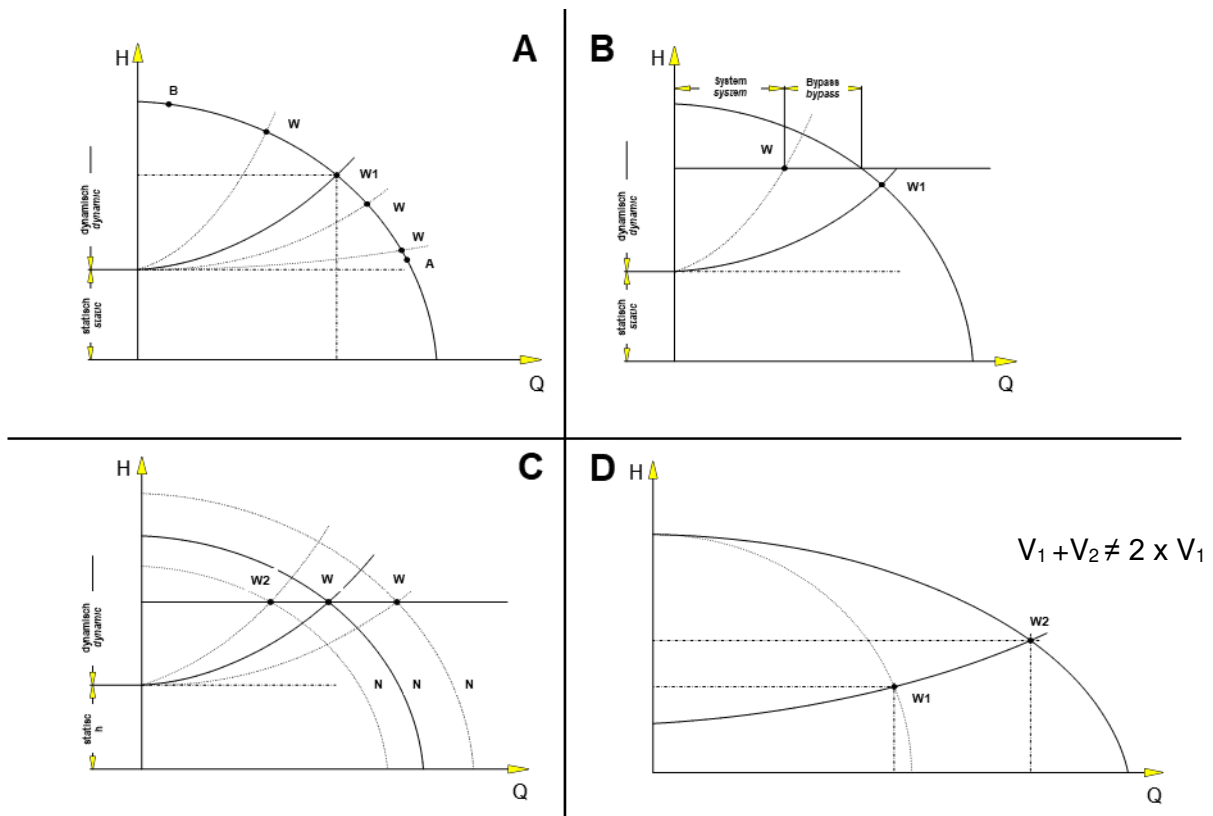 A
H
B
W
W1
W
W
A
dynamisch
dynamic
statisch
static
Q
B
H
System
system
Bypass
bypass
W
W1
dynamisch
dynamic
statisch
static
Q
C
H
W2
W
W
N
N
N
dynamisch
dynamic
statisc
h
Q
D
H
V₁ +V₂ ≠ 2 x V₁
W2
W1
Q